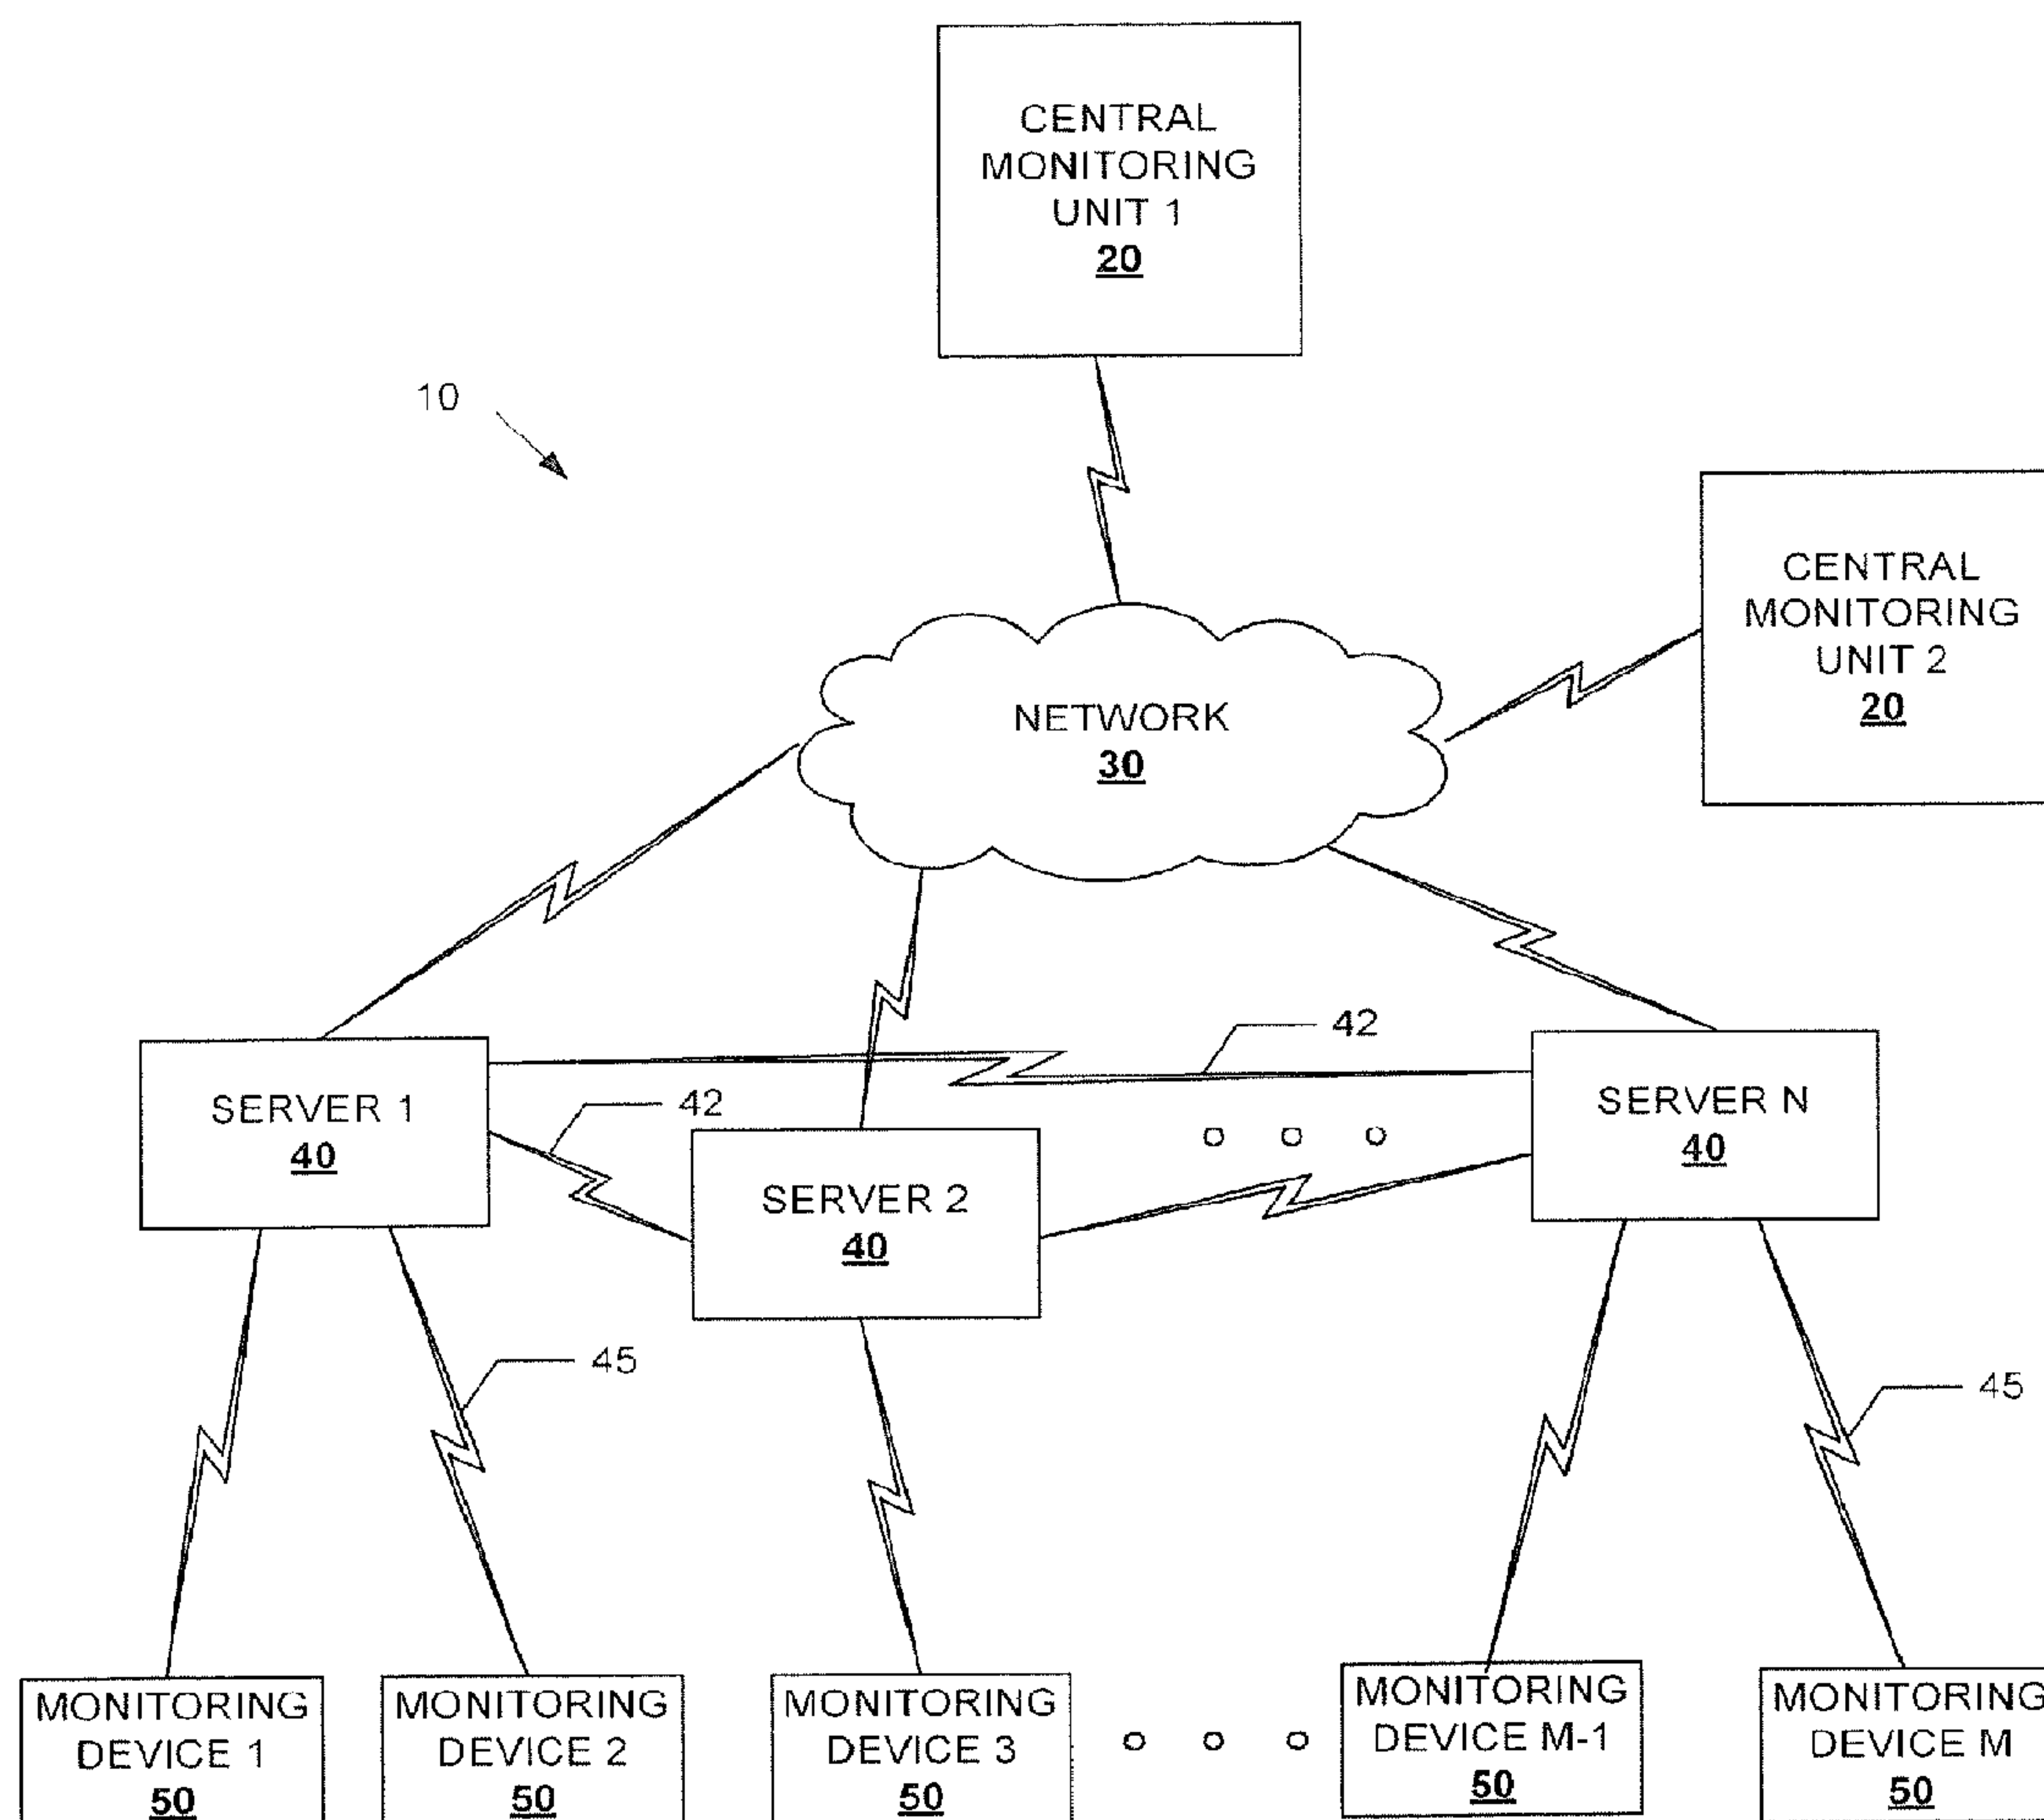 CENTRAL
MONITORING
UNIT 1
20
10
CENTRAL
MONITORING
UNIT 2
20
NETWORK
30
42
SERVER 1
40
42
SERVER 2
40
SERVER N
40
45
45
MONITORING
DEVICE 1
50
MONITORING
DEVICE 2
50
MONITORING
DEVICE 3
50
MONITORING
DEVICE M-1
50
MONITORING
DEVICE M
50